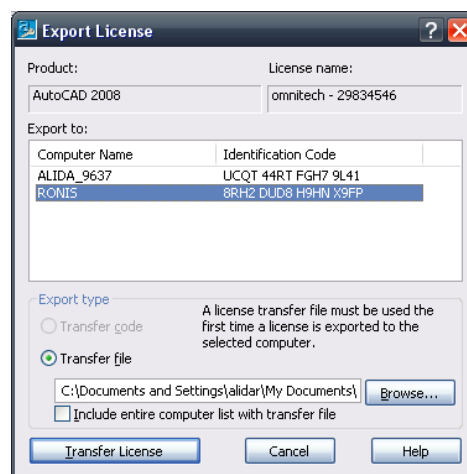 Export License
Product:
License name:
AutoCAD 2008
omnitech - 29834546
Export to:
Computer Name
Identification Code
ALIDA_9637
UCQT 44RT FGH7 9L41
RONIS
8RH2 DUD8 H9HN X9FP
Export type
Transfer code
A license transfer file must be used the
first time a license is exported to the
selected computer.
Transfer file
C:\Documents and Settings\alidar\My Documents\
Browse...
Include entire computer list with transfer file
Transfer License
Cancel
Help